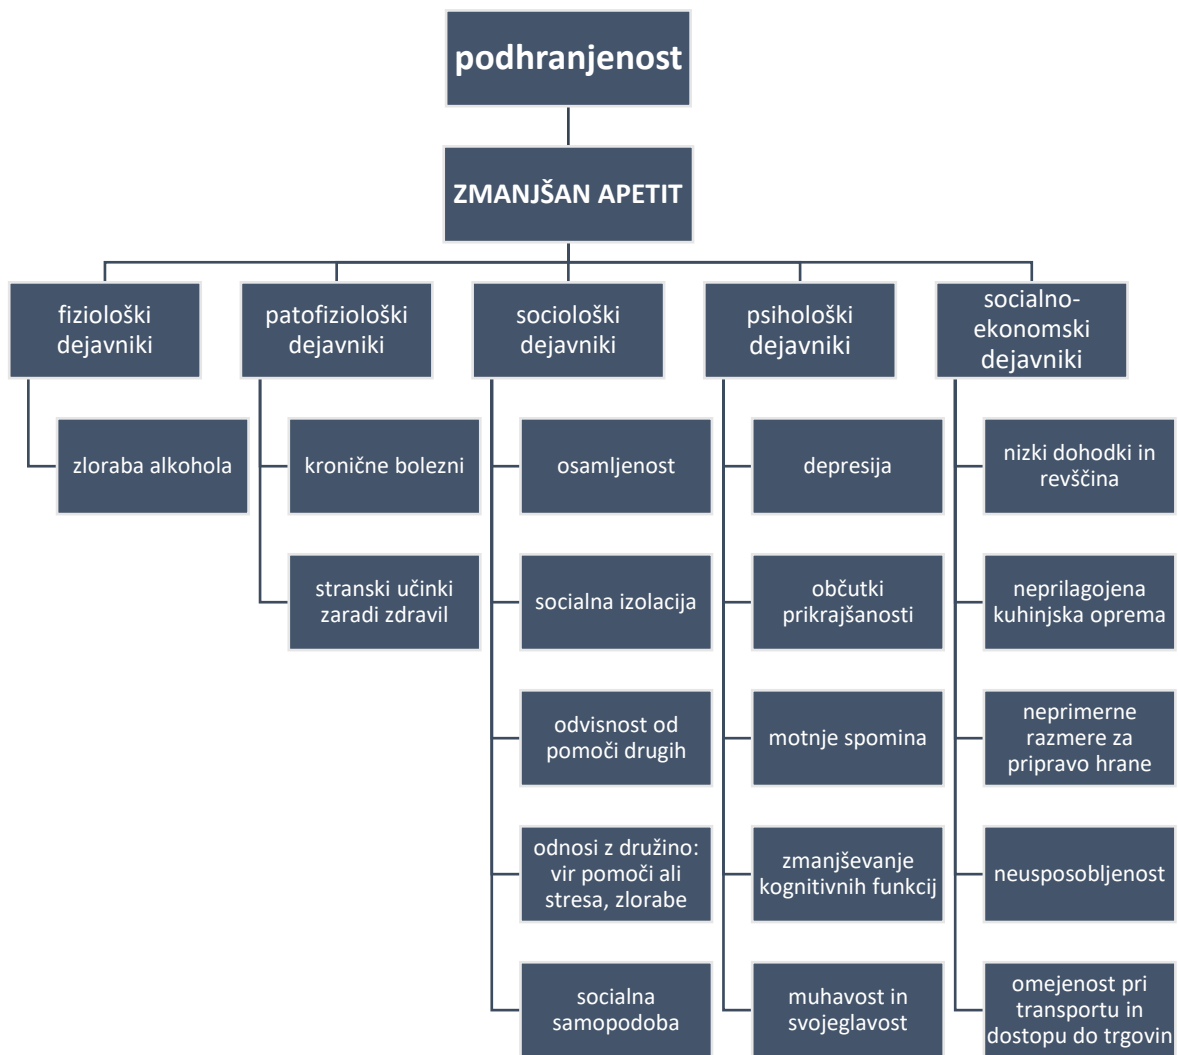 podhranjenost
ZMANJŠAN APETIT
fiziološki
dejavniki
zloraba alkohola
patofiziološki
dejavniki
kronične bolezni
stranski učinki
zaradi zdravil
sociološki
dejavniki
osamljenost
socialna izolacija
odvisnost od
pomoči drugih
odnosi z družino:
vir pomoči ali
stresa, zlorabe
socialna
samopodoba
psihološki
dejavniki
depresija
občutki
prikrajšanosti
motnje spomina
zmanjševanje
kognitivnih funkcij
muhavost in
svojeglavost
socialno-
ekonomski
dejavniki
nizki dohodki in
revščina
neprilagojena
kuhinjska oprema
neprimerne
razmere za
pripravo hrane
neusposobljenost
omejenost pri
transportu in
dostopu do trgovin